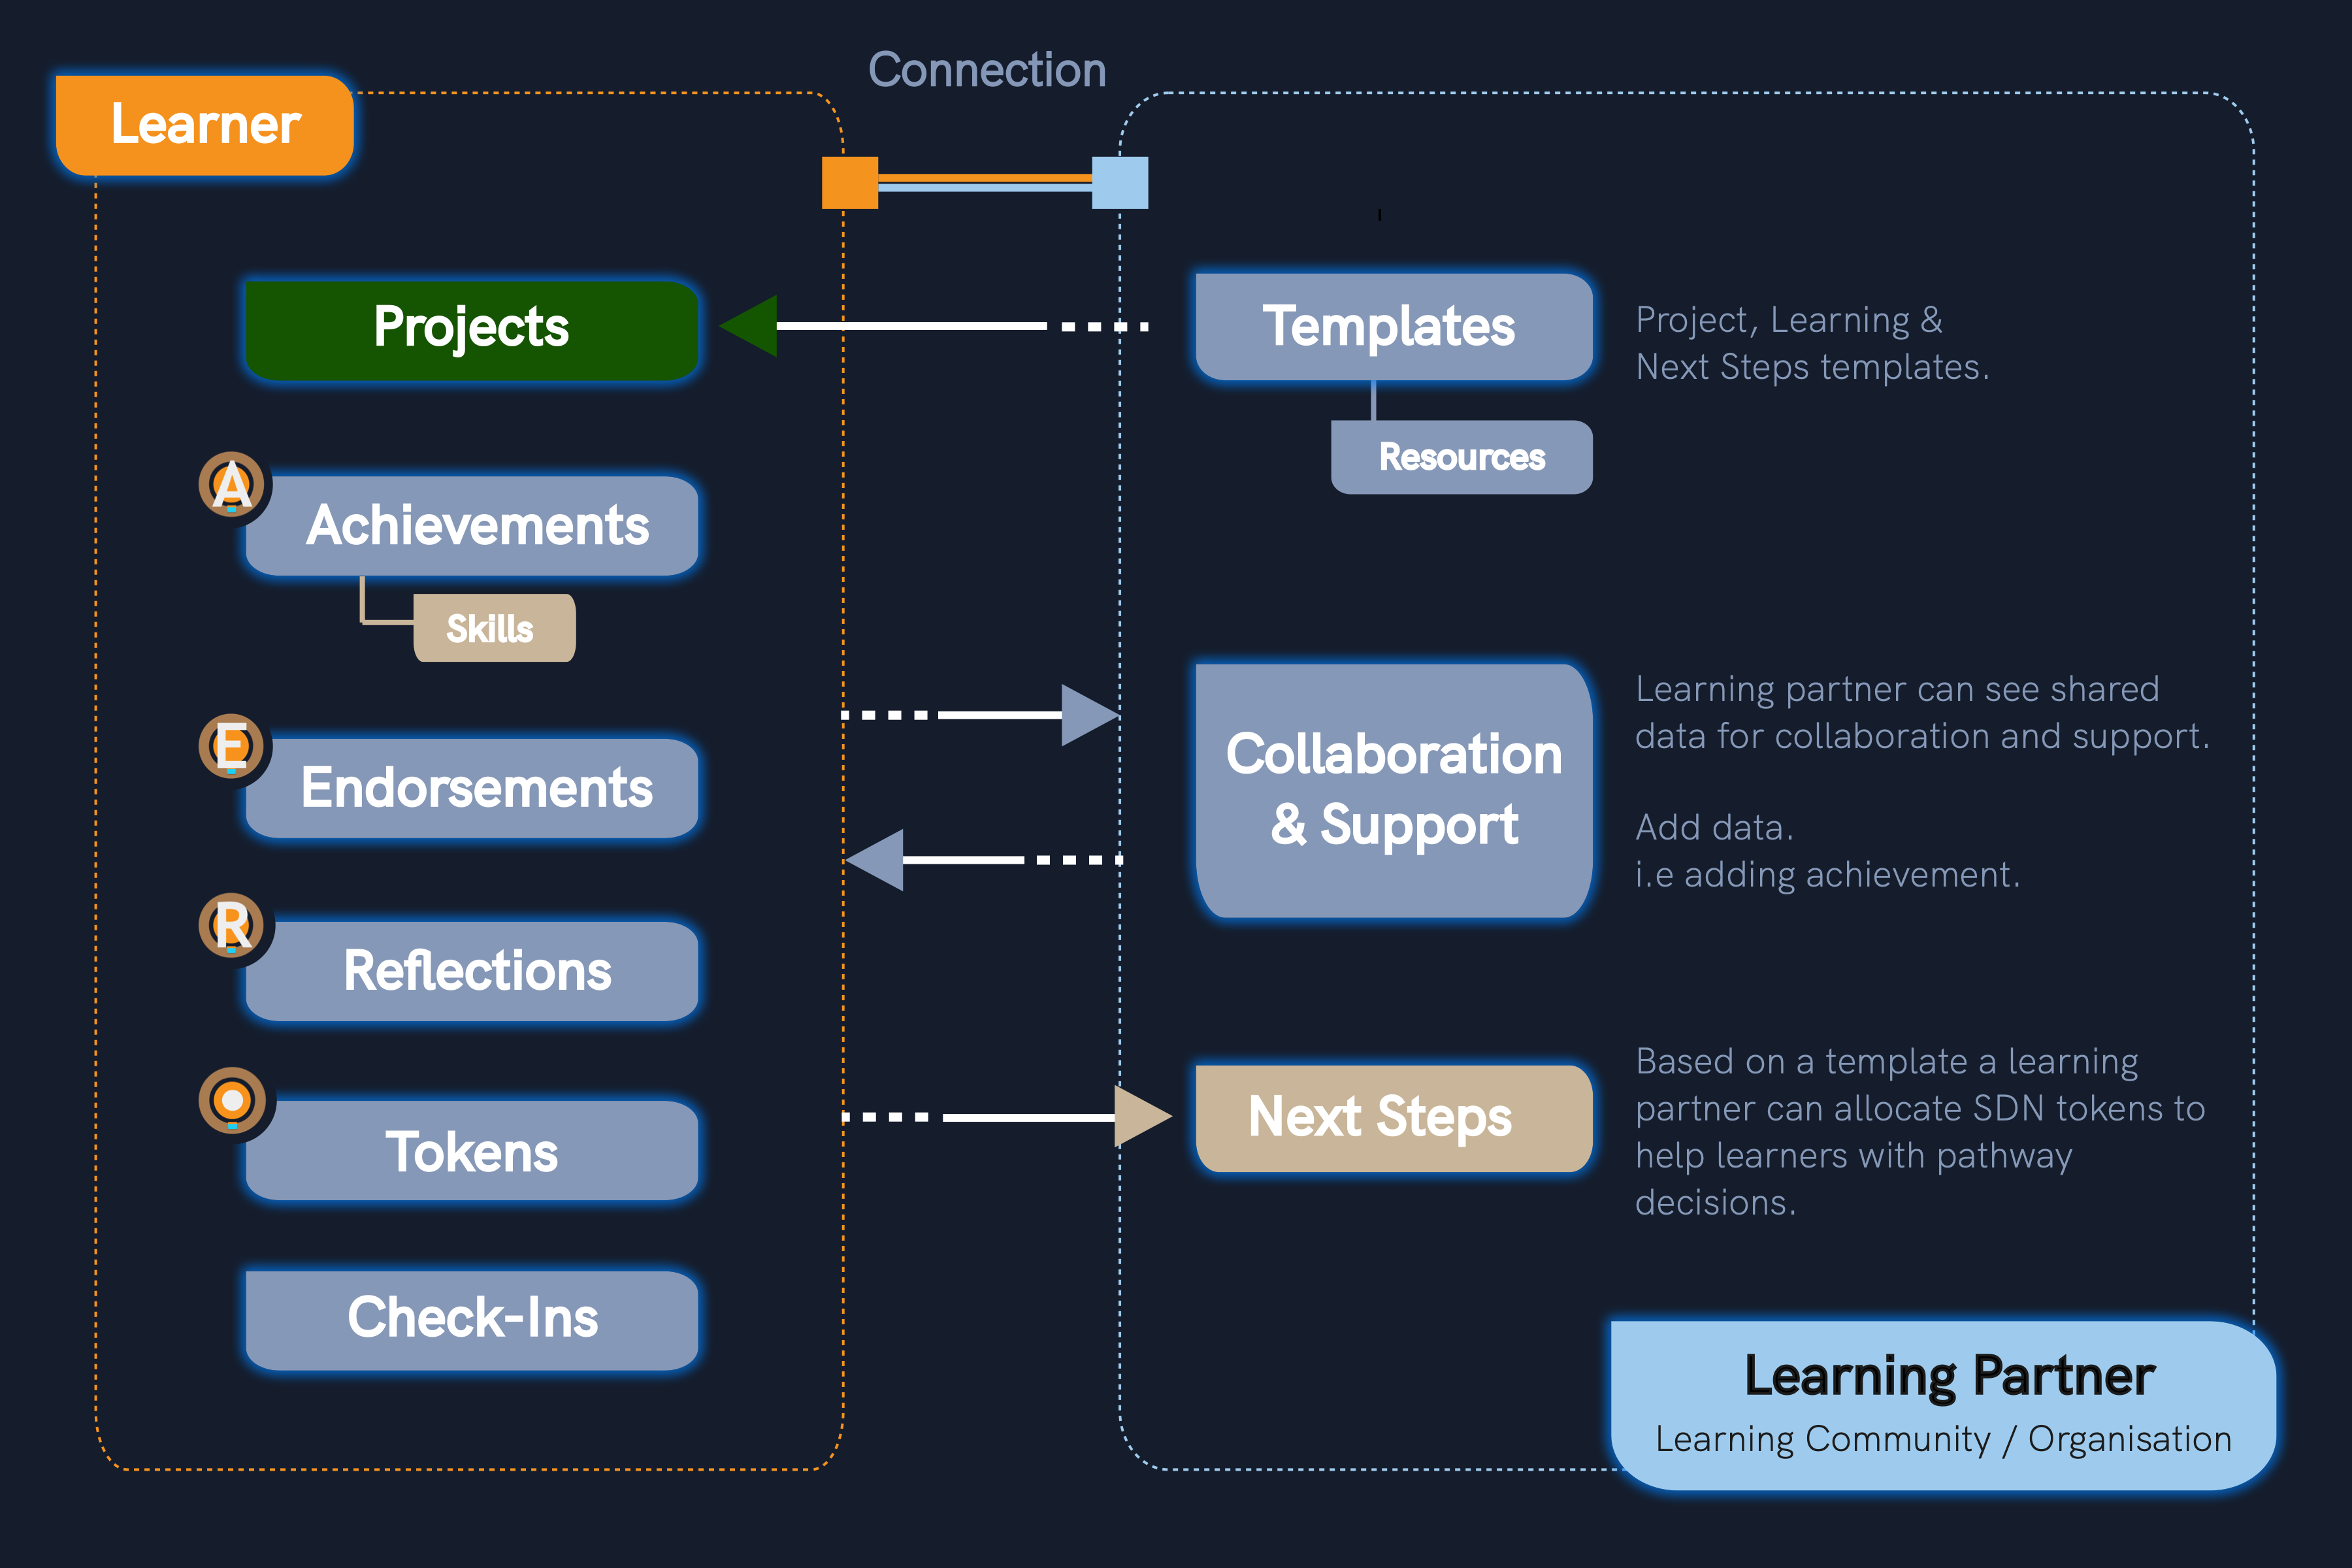 Connection
Learner
Projects
A
Achievements
Skills
E
Endorsements
R
Reflections
Tokens
Check-Ins
Templates
Project, Learning &
Next Steps templates.
Resources
Collaboration
& Support
Learning partner can see shared
data for collaboration and support.
Add data.
i.e adding achievement.
Next Steps
Based on a template a learning
partner can allocate SDN tokens to
help learners with pathway
decisions.
Learning Partner
Learning Community / Organisation